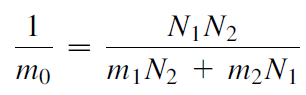 1/m₀ = N₁N₂/(m₁N₂ + m₂N₁)